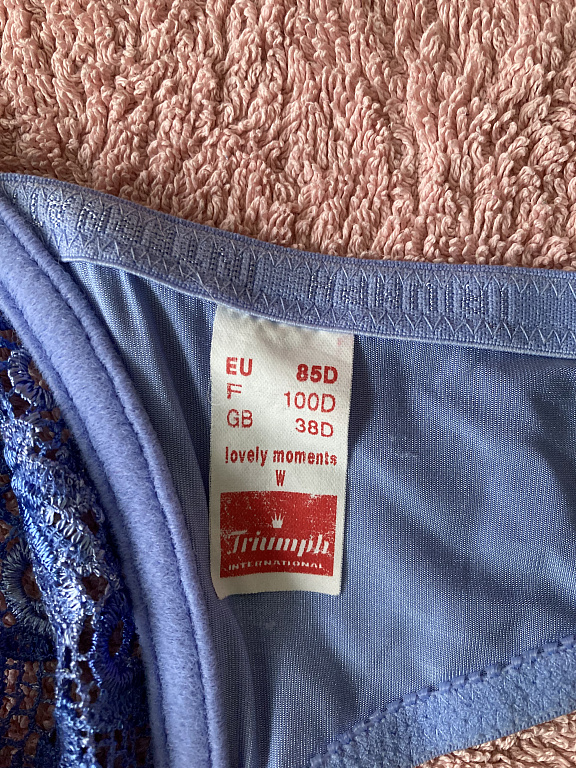 EU 85D
F 100D
GB 38D
lovely moments
W
Triumph
INTERNATIONAL